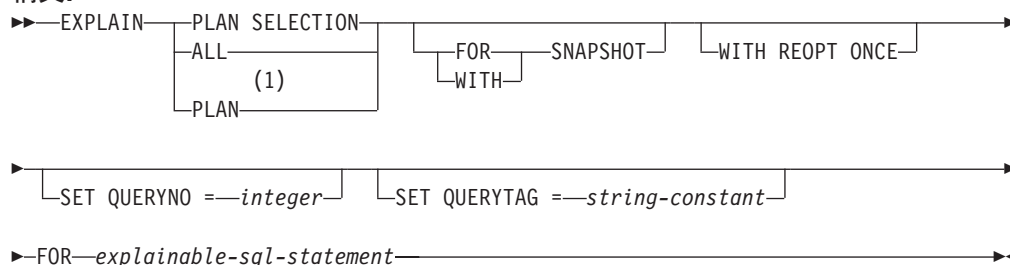 EXPLAIN PLAN SELECTION
ALL
(1)
PLAN
FOR
WITH
SNAPSHOT
WITH REOPT ONCE
SET QUERYNO = integer
SET QUERYTAG = string-constant
FOR explainable-sql-statement